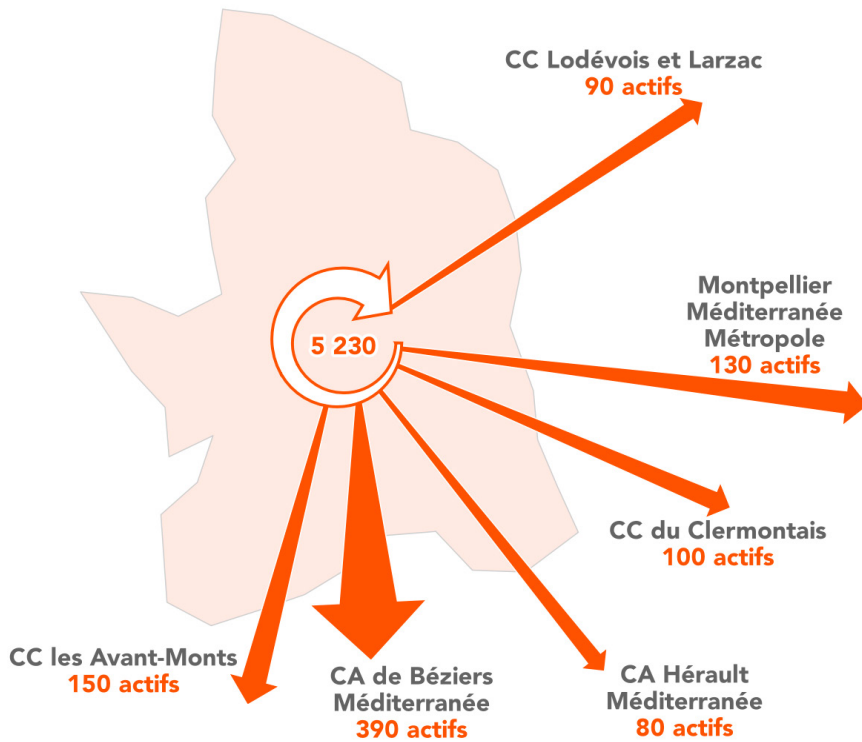 CC Lodévois et Larzac
90 actifs
Montpellier
Méditerranée
Métropole
130 actifs
5 230
CC du Clermontais
100 actifs
CC les Avant-Monts
150 actifs
CA de Béziers
Méditerranée
390 actifs
CA Hérault
Méditerranée
80 actifs